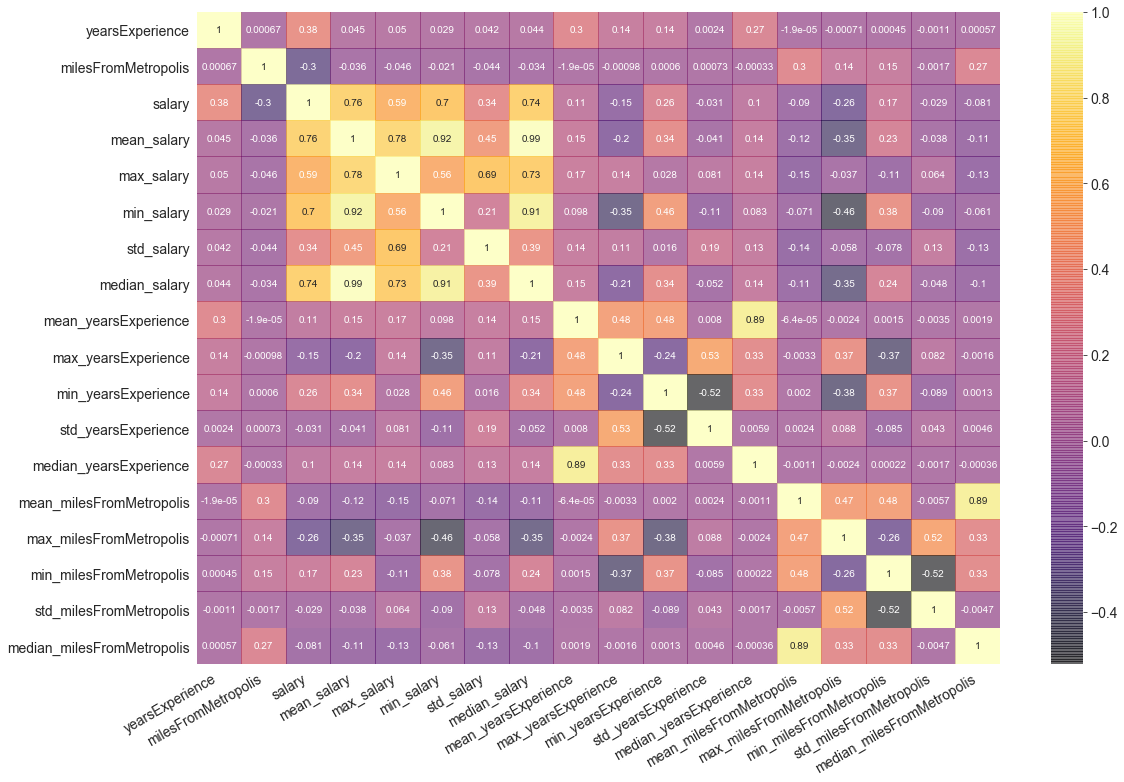 yearsExperience 1 0.00067 0.38 0.045 0.05 0.029 0.042 0.044 0.3 0.14 0.14 0.0024 0.27 -1.9e-05 -0.00071 0.00045 -0.0011 0.00057
milesFromMetropolis 0.00067 1 -0.3 -0.036 -0.046 -0.021 -0.044 -0.034 -1.9e-05 -0.00098 0.0006 0.00073 -0.00033 0.3 0.14 0.15 -0.0017 0.27
salary 0.38 -0.3 1 0.76 0.59 0.7 0.34 0.74 0.11 -0.15 0.26 -0.031 0.1 -0.09 -0.26 0.17 -0.029 -0.081
mean_salary 0.045 -0.036 0.76 1 0.78 0.92 0.45 0.99 0.15 -0.2 0.34 -0.041 0.14 -0.12 -0.35 0.23 -0.038 -0.11
max_salary 0.05 -0.046 0.59 0.78 1 0.56 0.69 0.73 0.17 0.14 0.028 0.081 0.14 -0.15 -0.037 -0.11 0.064 -0.13
min_salary 0.029 -0.021 0.7 0.92 0.56 1 0.21 0.91 0.098 -0.35 0.46 -0.11 0.083 -0.071 -0.46 0.38 -0.09 -0.061
std_salary 0.042 -0.044 0.34 0.45 0.69 0.21 1 0.39 0.14 0.11 0.016 0.19 0.13 -0.14 -0.058 -0.078 0.13 -0.13
median_salary 0.044 -0.034 0.74 0.99 0.73 0.91 0.39 1 0.15 -0.21 0.34 -0.052 0.14 -0.11 -0.35 0.24 -0.048 -0.1
mean_yearsExperience 0.3 -1.9e-05 0.11 0.15 0.17 0.098 0.14 0.15 1 0.48 0.48 0.008 0.89 -6.4e-05 -0.0024 0.0015 -0.0035 0.0019
max_yearsExperience 0.14 -0.00098 -0.15 -0.2 0.14 -0.35 0.11 -0.21 0.48 1 -0.24 0.53 0.33 -0.0033 0.37 -0.37 0.082 -0.0016
min_yearsExperience 0.14 0.0006 0.26 0.34 0.028 0.46 0.016 0.34 0.48 -0.24 1 -0.52 0.33 0.002 -0.38 0.37 -0.089 0.0013
std_yearsExperience 0.0024 0.00073 -0.031 -0.041 0.081 -0.11 0.19 -0.052 0.008 0.53 -0.52 1 0.0059 0.0024 0.088 -0.085 0.043 0.0046
median_yearsExperience 0.27 -0.00033 0.1 0.14 0.14 0.083 0.13 0.14 0.89 0.33 0.33 0.0059 1 -0.0011 -0.0024 0.00022 -0.0017 -0.00036
mean_milesFromMetropolis -1.9e-05 0.3 -0.09 -0.12 -0.15 -0.071 -0.14 -0.11 -6.4e-05 -0.0033 0.002 0.0024 -0.0011 1 0.47 0.48 -0.0057 0.89
max_milesFromMetropolis -0.00071 0.14 -0.26 -0.35 -0.037 -0.46 -0.058 -0.35 -0.0024 0.37 -0.38 0.088 -0.0024 0.47 1 -0.26 0.52 0.33
min_milesFromMetropolis 0.00045 0.15 0.17 0.23 -0.11 0.38 -0.078 0.24 0.0015 -0.37 0.37 -0.085 0.00022 0.48 -0.26 1 -0.52 0.33
std_milesFromMetropolis -0.0011 -0.0017 -0.029 -0.038 0.064 -0.09 0.13 -0.048 -0.0035 0.082 -0.089 0.043 -0.0017 -0.0057 0.52 -0.52 1 -0.0047
median_milesFromMetropolis 0.00057 0.27 -0.081 -0.11 -0.13 -0.061 -0.13 -0.1 0.0019 -0.0016 0.0013 0.0046 -0.00036 0.89 0.33 0.33 -0.0047 1
yearsExperience
milesFromMetropolis
salary
mean_salary
max_salary
min_salary
std_salary
median_salary
mean_yearsExperience
max_yearsExperience
min_yearsExperience
std_yearsExperience
median_yearsExperience
mean_milesFromMetropolis
max_milesFromMetropolis
min_milesFromMetropolis
std_milesFromMetropolis
median_milesFromMetropolis
1.0
0.8
0.6
0.4
0.2
0.0
−0.2
−0.4